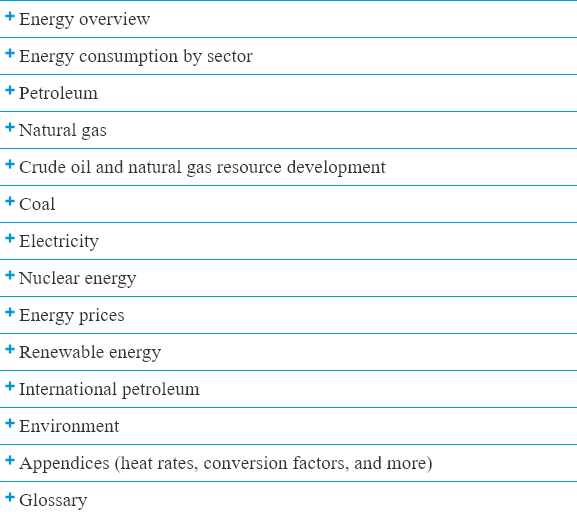 Energy overview
Energy consumption by sector
Petroleum
Natural gas
Crude oil and natural gas resource development
Coal
Electricity
Nuclear energy
Energy prices
Renewable energy
International petroleum
Environment
Appendices (heat rates, conversion factors, and more)
Glossary